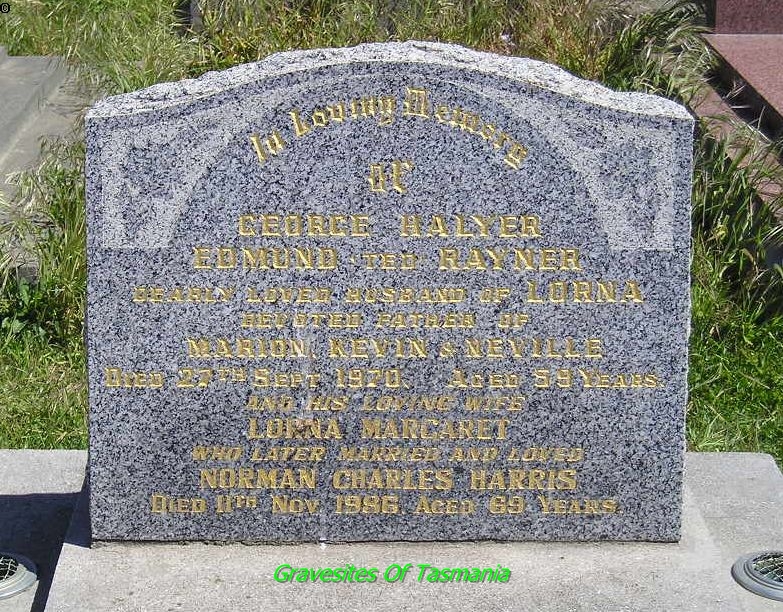 In Loving Memory
of
GEORGE HALYER
EDMUND "TED" RAYNER
DEARLY LOVED HUSBAND OF LORNA
DEVOTED FATHER OF
MARION, KEVIN & NEVILLE
DIED 27TH SEPT 1970. AGED 59 YEARS.
AND HIS LOVING WIFE
LORNA MARGARET
WHO LATER MARRIED AND LOVED
NORMAN CHARLES HARRIS
DIED 11TH NOV. 1986 AGED 69 YEARS.
Gravesites Of Tasmania